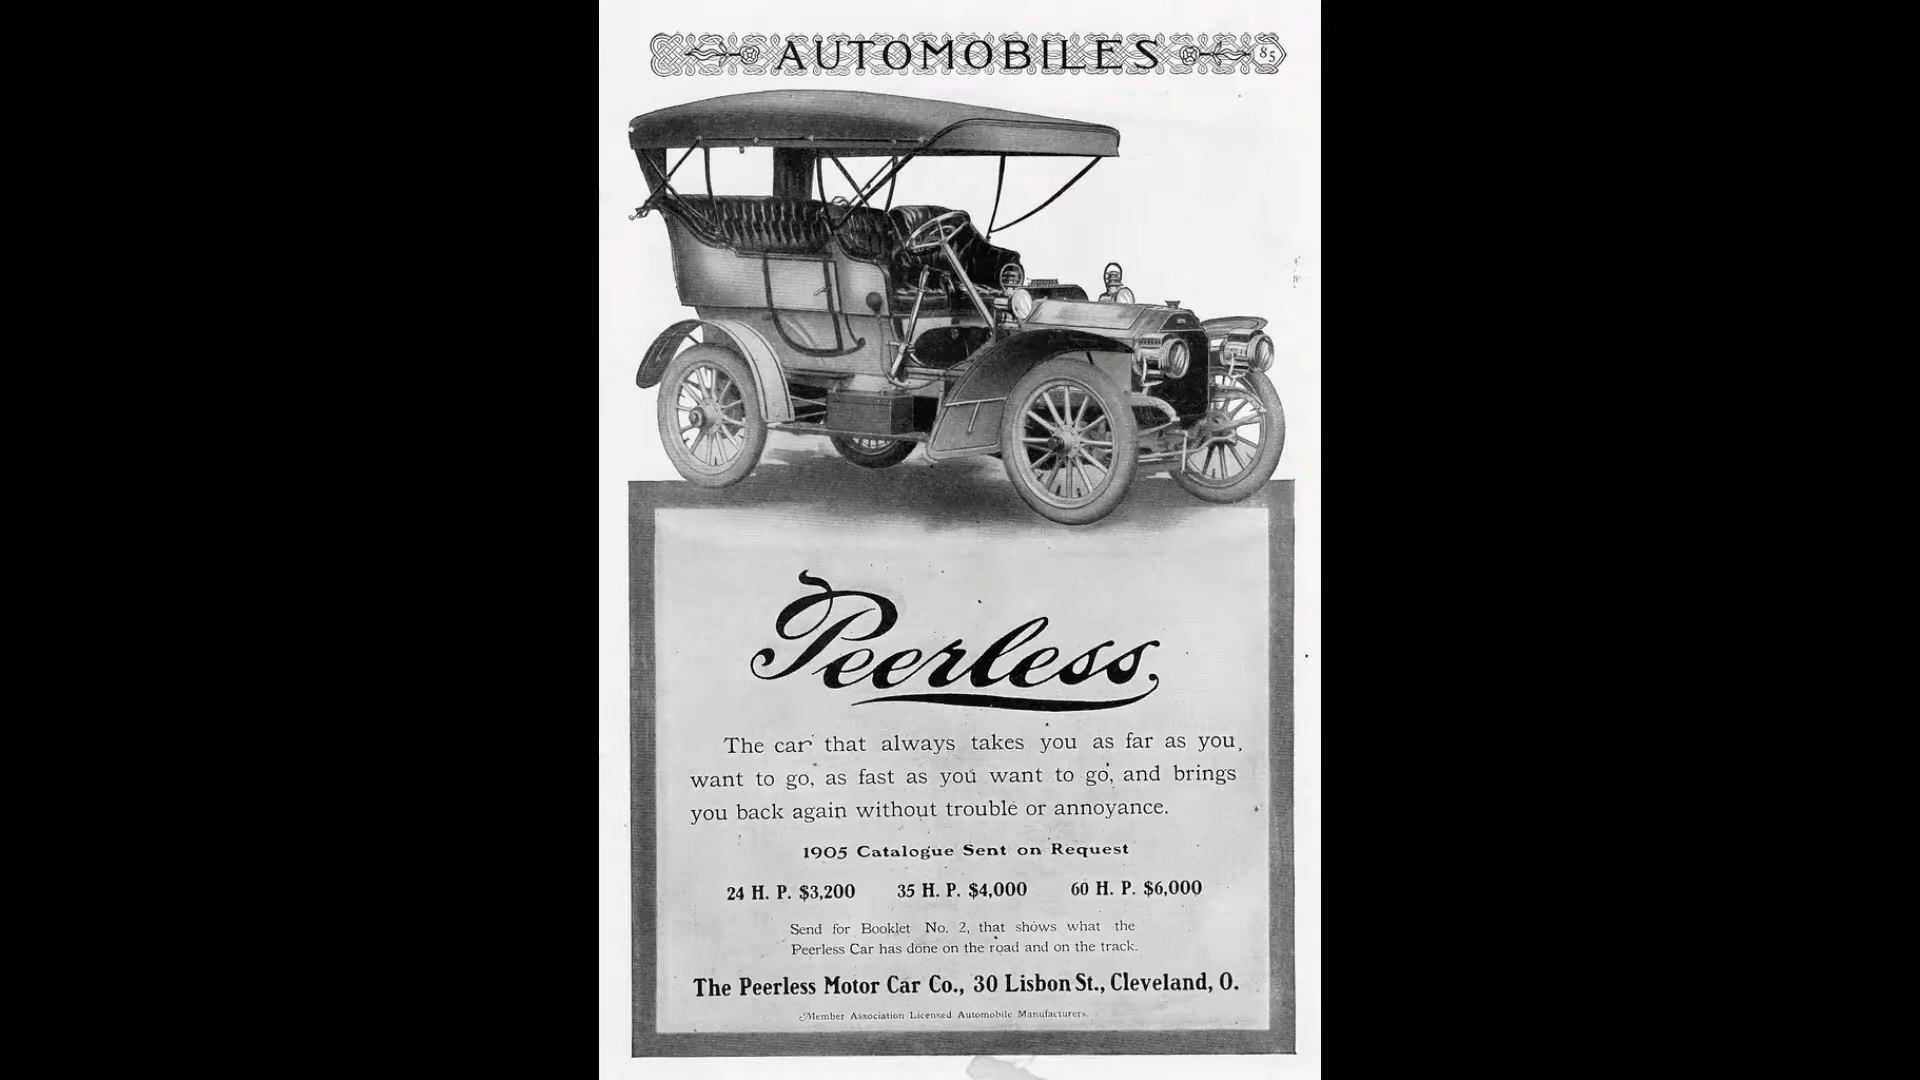 AUTOMOBILES 85
Peerless.
The car that always takes you as far as you
want to go, as fast as you want to go, and brings
you back again without trouble or annoyance.
1905 Catalogue Sent on Request
24 H. P. $3,200 35 H. P. $4,000 60 H. P. $6,000
Send for Booklet No. 2, that shows what the
Peerless Car has done on the road and on the track.
The Peerless Motor Car Co., 30 Lisbon St., Cleveland, O.
Member Association Licensed Automobile Manufacturers.